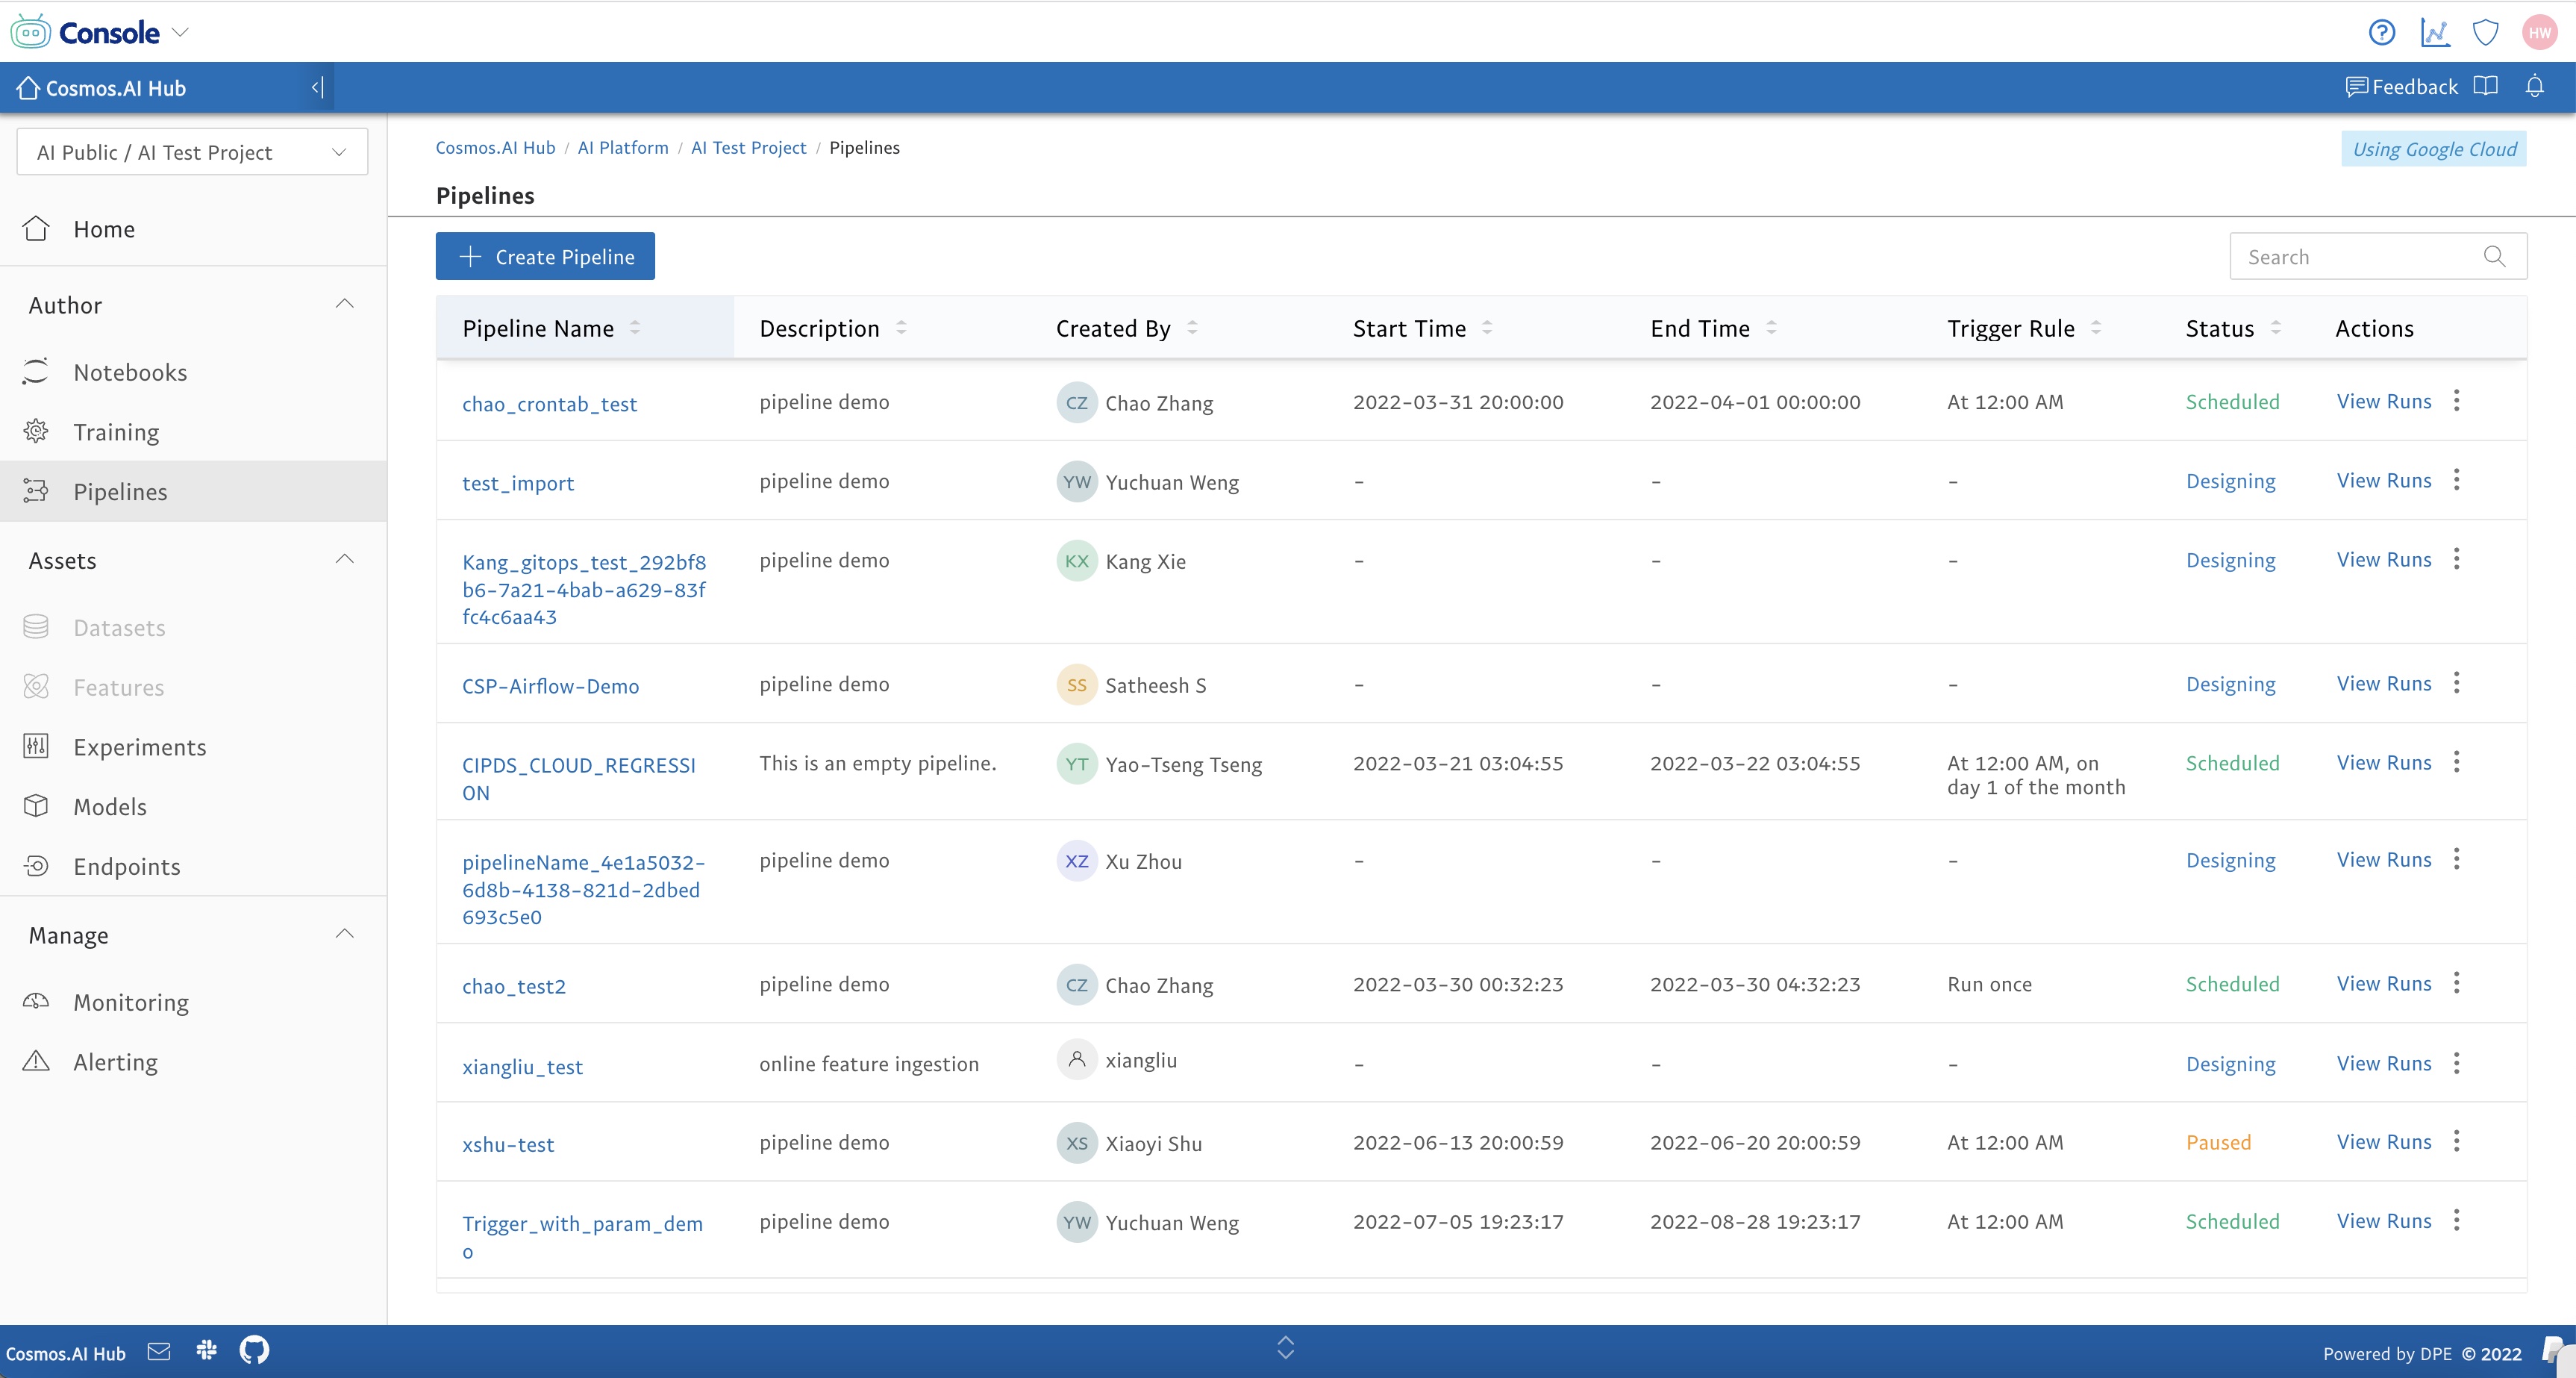 Console
HW
Cosmos.AI Hub
Feedback
AI Public / AI Test Project
Cosmos.AI Hub / AI Platform / AI Test Project / Pipelines
Using Google Cloud
Pipelines
Home
Create Pipeline
Search
Author
Notebooks
Training
Pipelines
Assets
Datasets
Features
Experiments
Models
Endpoints
Manage
Monitoring
Alerting
Pipeline Name Description Created By Start Time End Time Trigger Rule Status Actions
chao_crontab_test pipeline demo CZ Chao Zhang 2022-03-31 20:00:00 2022-04-01 00:00:00 At 12:00 AM Scheduled View Runs
test_import pipeline demo YW Yuchuan Weng - - - Designing View Runs
Kang_gitops_test_292bf8 pipeline demo KX Kang Xie - - - Designing View Runs
b6-7a21-4bab-a629-83f
fc4c6aa43
CSP-Airflow-Demo pipeline demo SS Satheesh S - - - Designing View Runs
CIPDS_CLOUD_REGRESSI This is an empty pipeline. YT Yao-Tseng Tseng 2022-03-21 03:04:55 2022-03-22 03:04:55 At 12:00 AM, on Scheduled View Runs
ON day 1 of the month
pipelineName_4e1a5032- pipeline demo XZ Xu Zhou - - - Designing View Runs
6d8b-4138-821d-2dbed
693c5e0
chao_test2 pipeline demo CZ Chao Zhang 2022-03-30 00:32:23 2022-03-30 04:32:23 Run once Scheduled View Runs
xiangliu_test online feature ingestion xiangliu - - - Designing View Runs
xshu-test pipeline demo XS Xiaoyi Shu 2022-06-13 20:00:59 2022-06-20 20:00:59 At 12:00 AM Paused View Runs
Trigger_with_param_dem pipeline demo YW Yuchuan Weng 2022-07-05 19:23:17 2022-08-28 19:23:17 At 12:00 AM Scheduled View Runs
o
Cosmos.AI Hub
Powered by DPE © 2022